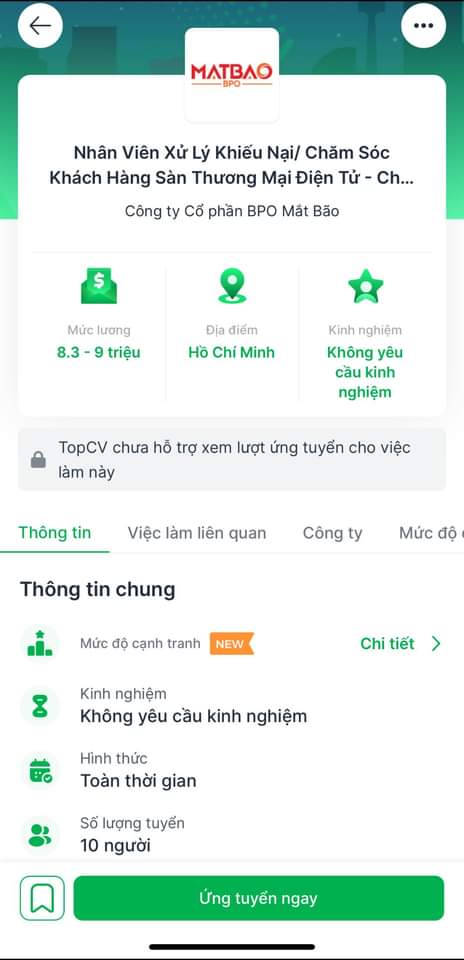 MATBAO
BPO
Nhân Viên Xử Lý Khiếu Nại/ Chăm Sóc
Khách Hàng Sàn Thương Mại Điện Tử - Ch...
Công ty Cổ phần BPO Mắt Bão
Mức lương
8.3 - 9 triệu
Địa điểm
Hồ Chí Minh
Kinh nghiệm
Không yêu
cầu kinh
nghiệm
TopCV chưa hỗ trợ xem lượt ứng tuyển cho việc
làm này
Thông tin
Việc làm liên quan
Công ty
Mức độ
Thông tin chung
Mức độ cạnh tranh NEW
Chi tiết
Kinh nghiệm
Không yêu cầu kinh nghiệm
Hình thức
Toàn thời gian
Số lượng tuyển
10 người
Ứng tuyển ngay